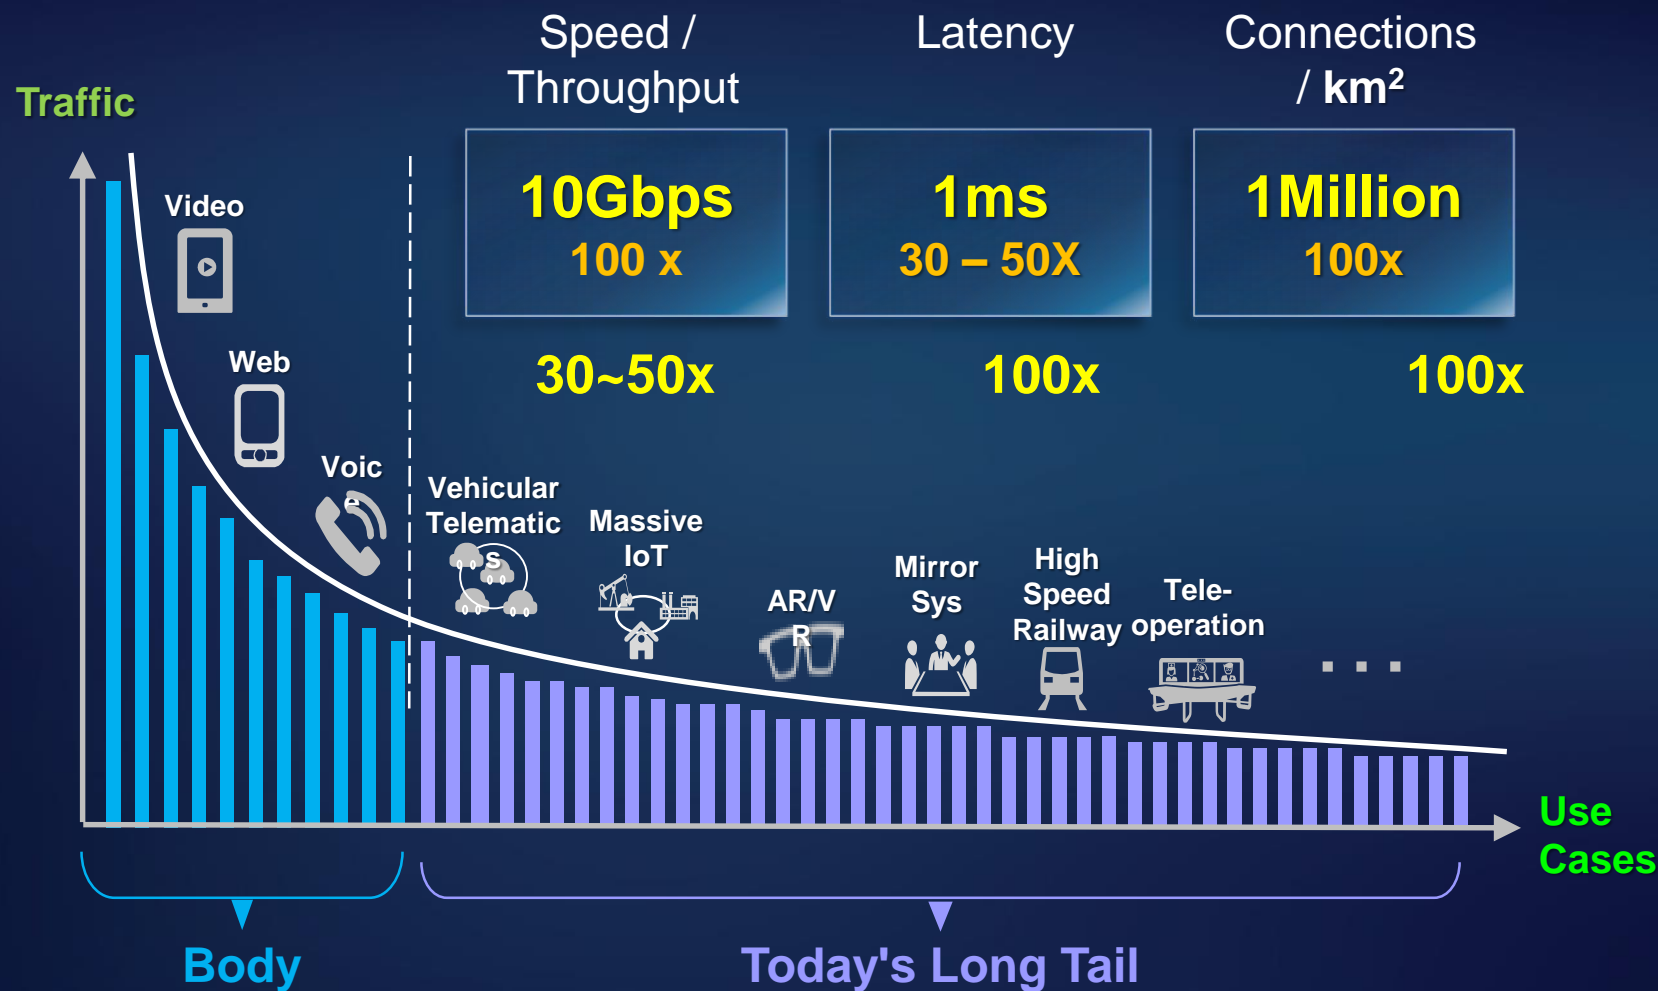 Speed /
Throughput
Latency
Connections
/ km²
Traffic
10Gbps
100 x
1ms
30 – 50X
1Million
100x
30~50x
100x
100x
Video
Web
Voic
e
Vehicular
Telematic
s
Massive
IoT
AR/V
R
Mirror
Sys
High
Speed
Railway
Tele-
operation
...
Use
Cases
Body
Today's Long Tail